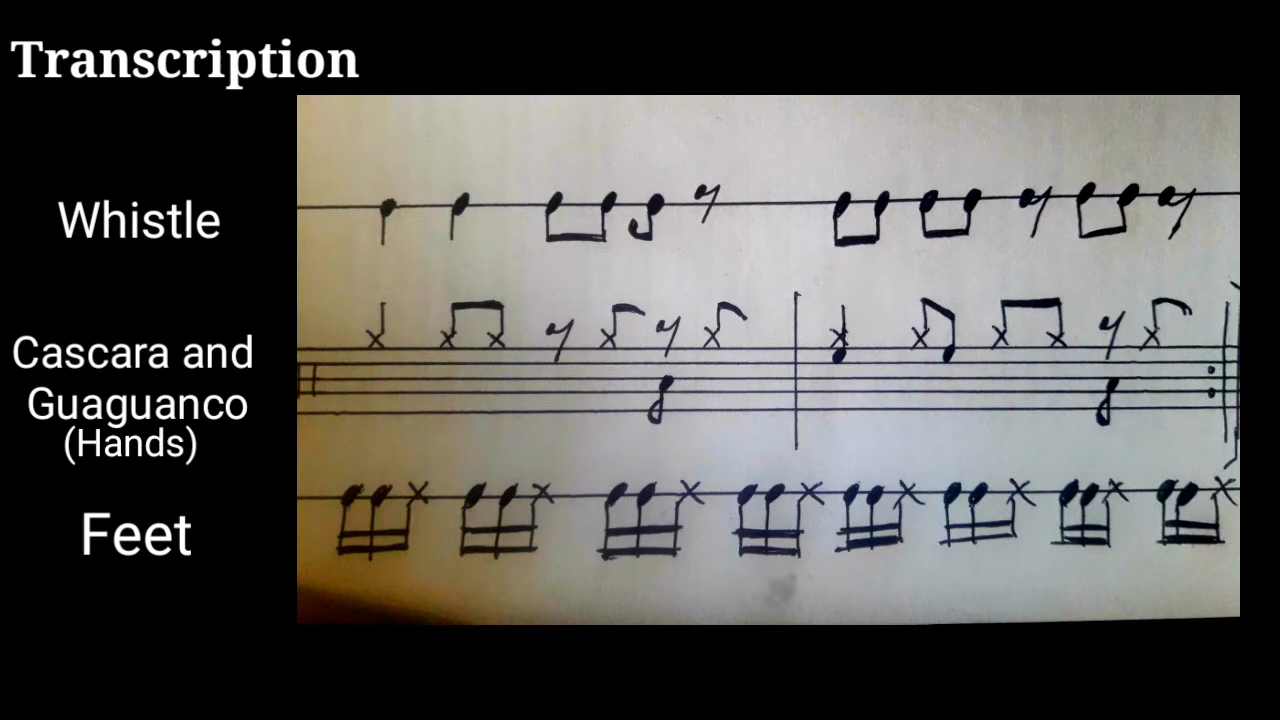 Transcription
Whistle
Cascara and
Guaguanco
(Hands)
Feet